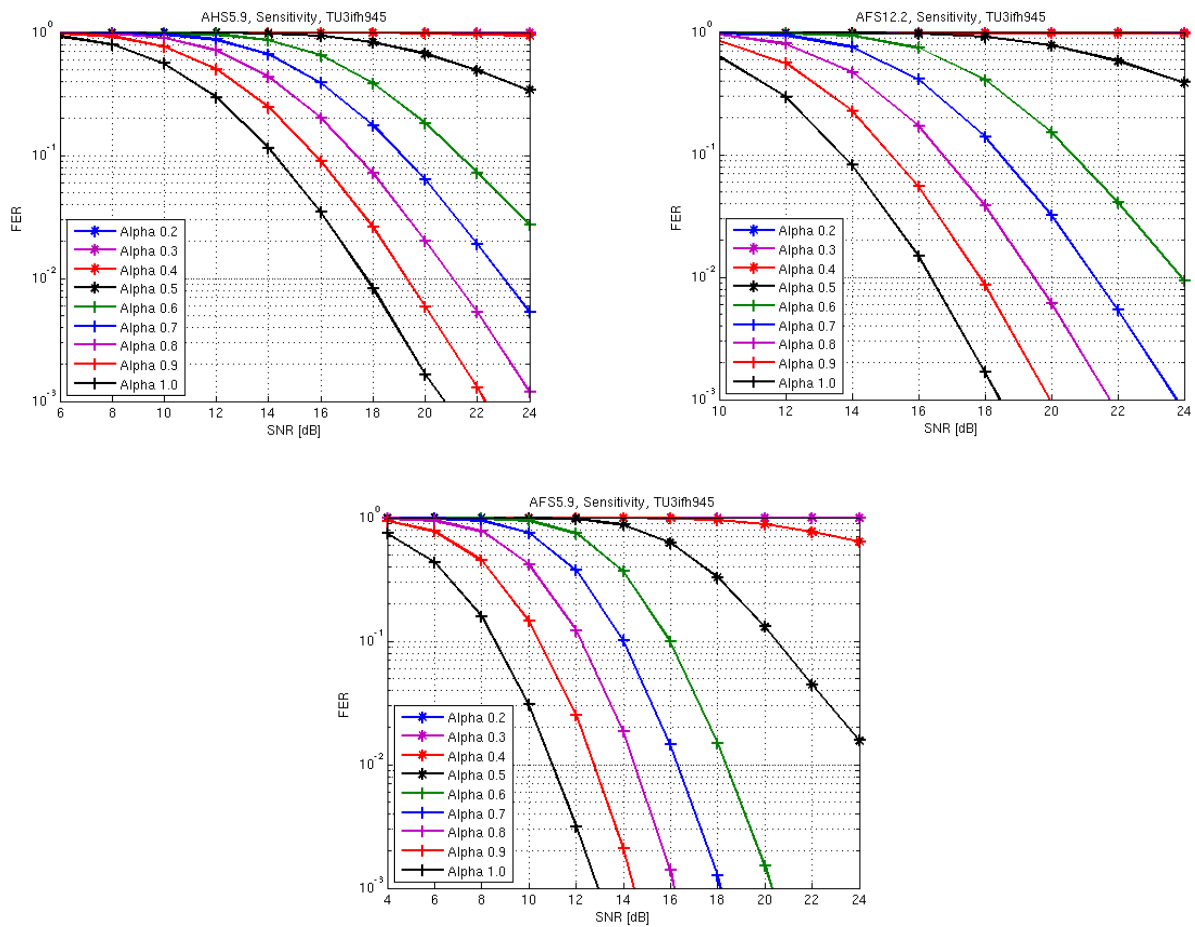 AHS5.9, Sensitivity, TU3ifh945
10^0
10^-1
10^-2
10^-3
FER
Alpha 0.2
Alpha 0.3
Alpha 0.4
Alpha 0.5
Alpha 0.6
Alpha 0.7
Alpha 0.8
Alpha 0.9
Alpha 1.0
6 8 10 12 14 16 18 20 22 24
SNR [dB]
AFS12.2, Sensitivity, TU3ifh945
10^0
10^-1
10^-2
10^-3
FER
Alpha 0.2
Alpha 0.3
Alpha 0.4
Alpha 0.5
Alpha 0.6
Alpha 0.7
Alpha 0.8
Alpha 0.9
Alpha 1.0
10 12 14 16 18 20 22 24
SNR [dB]
AFS5.9, Sensitivity, TU3ifh945
10^0
10^-1
10^-2
10^-3
FER
Alpha 0.2
Alpha 0.3
Alpha 0.4
Alpha 0.5
Alpha 0.6
Alpha 0.7
Alpha 0.8
Alpha 0.9
Alpha 1.0
4 6 8 10 12 14 16 18 20 22 24
SNR [dB]